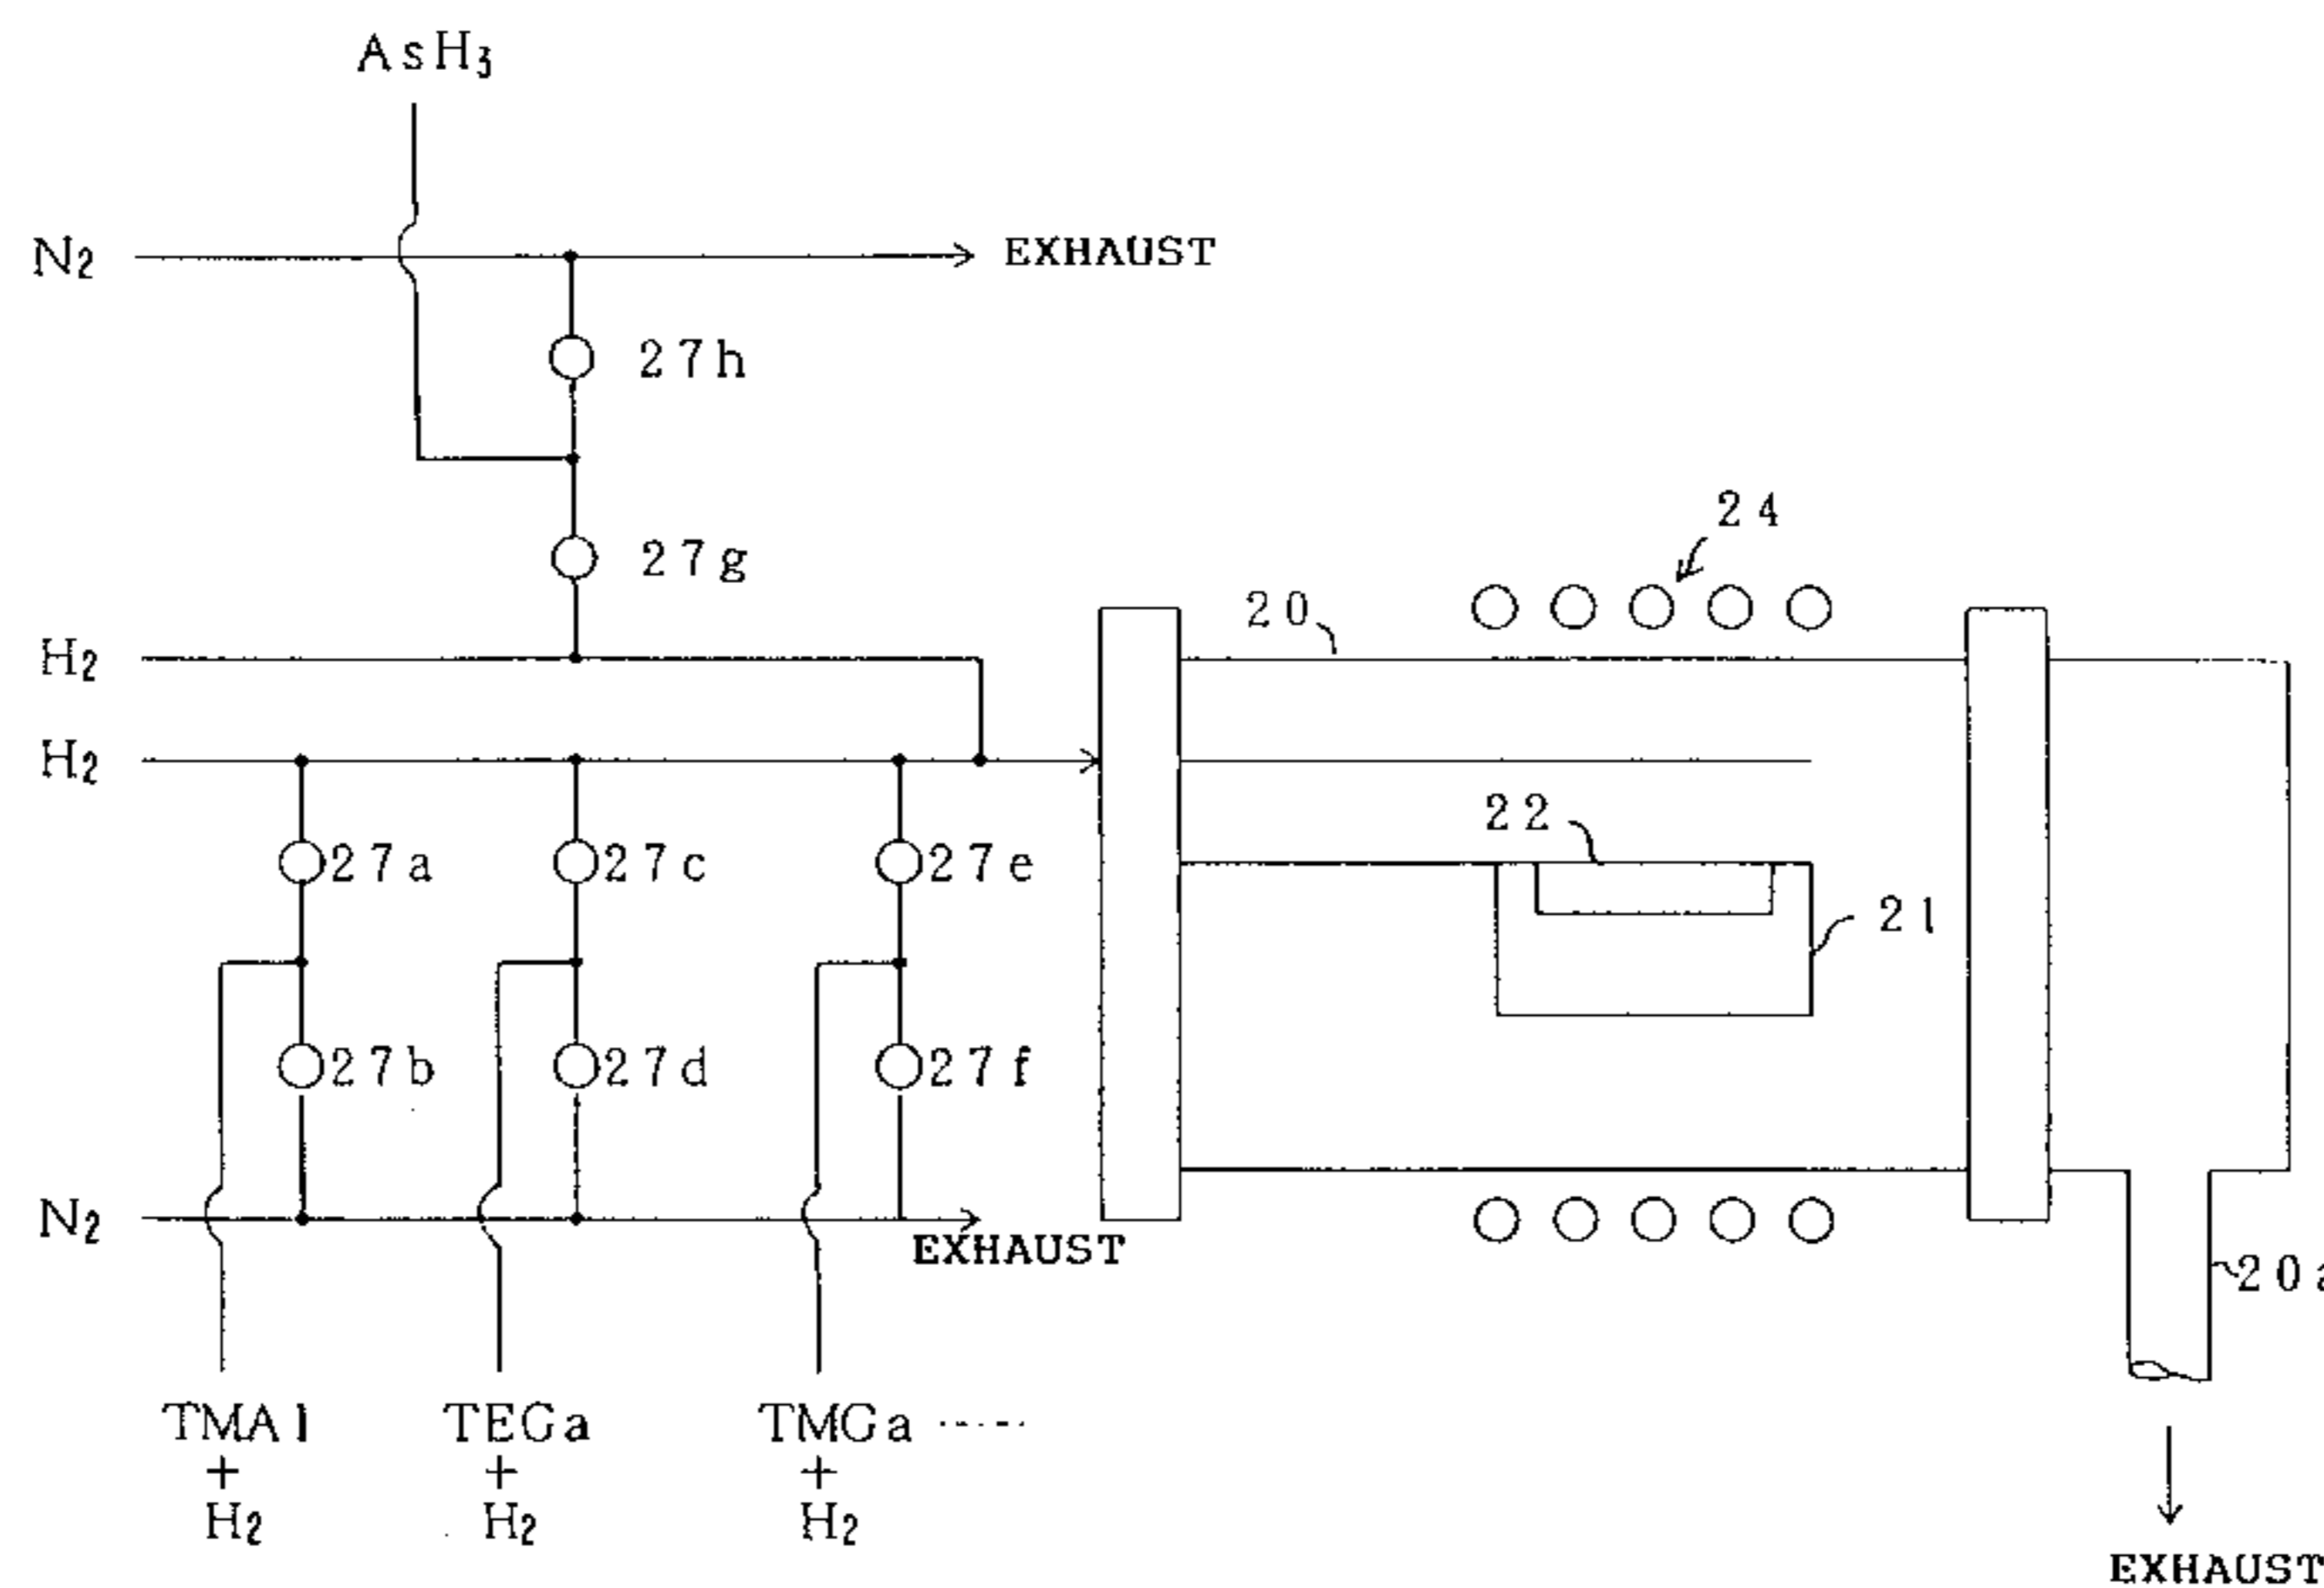 AsH₃
N₂ EXHAUST
27h
27g
24
20
H₂
H₂
22
27a 27c 27e
21
27b 27d 27f
N₂
EXHAUST
20a
TMAl TEGa TMGa -----
+ + +
H₂ H₂ H₂
EXHAUST